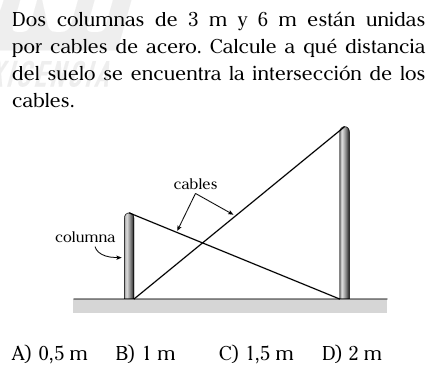 Dos columnas de 3 m y 6 m están unidas
por cables de acero. Calcule a qué distancia
del suelo se encuentra la intersección de los
cables.
cables
columna
A) 0,5 m B) 1 m C) 1,5 m D) 2 m